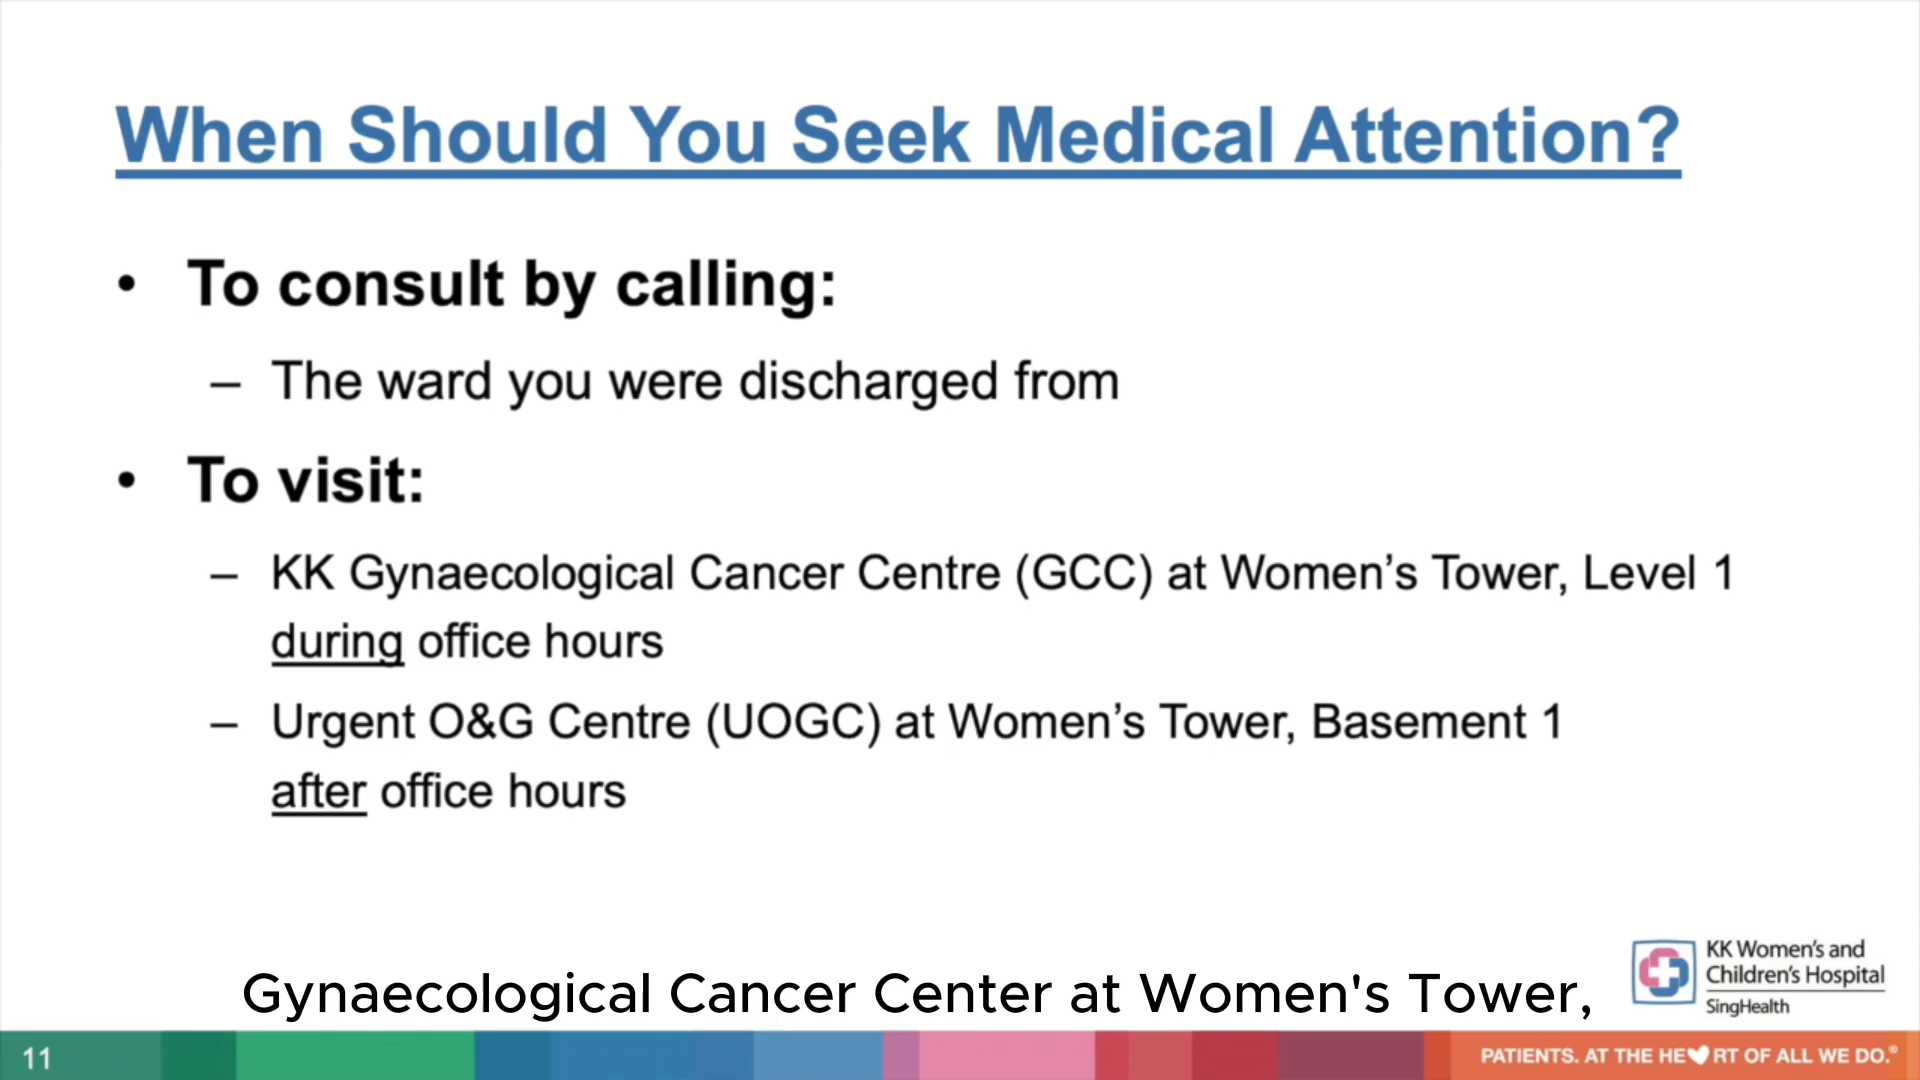 When Should You Seek Medical Attention?
• To consult by calling:
– The ward you were discharged from
• To visit:
– KK Gynaecological Cancer Centre (GCC) at Women’s Tower, Level 1
during office hours
– Urgent O&G Centre (UOGC) at Women’s Tower, Basement 1
after office hours
KK Women's and
Children's Hospital
SingHealth
Gynaecological Cancer Center at Women's Tower,
11
PATIENTS. AT THE HE♥RT OF ALL WE DO.®